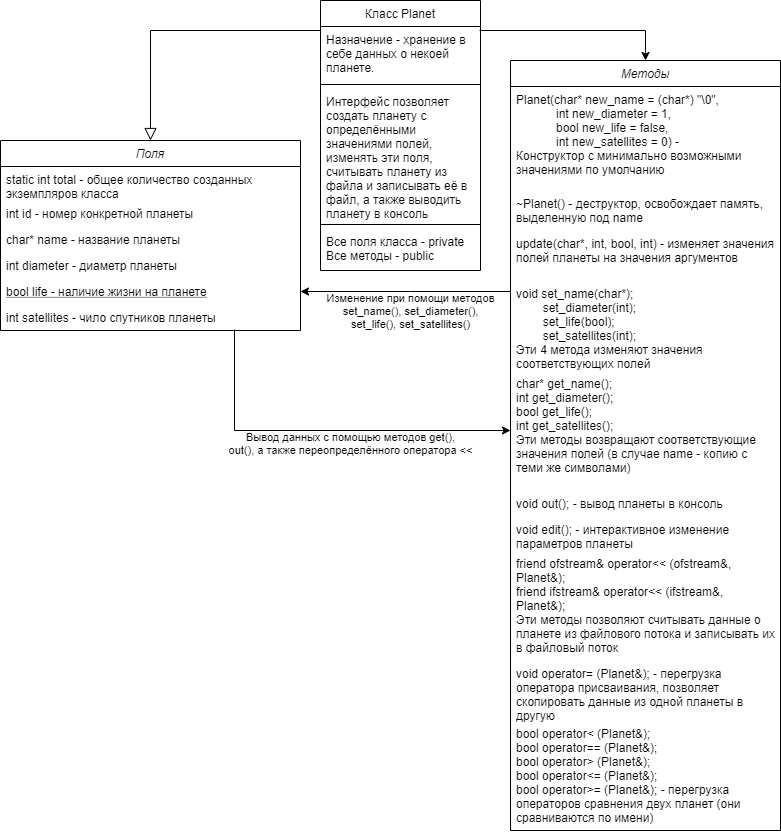 Класс Planet
Назначение - хранение в
себе данных о некоей
планете.
Интерфейс позволяет
создать планету с
определёнными
значениями полей,
изменять эти поля,
считывать планету из
файла и записывать её в
файл, а также выводить
планету в консоль
Все поля класса - private
Все методы - public
Поля
static int total - общее количество созданных
экземпляров класса
int id - номер конкретной планеты
char* name - название планеты
int diameter - диаметр планеты
bool life - наличие жизни на планете
int satellites - чило спутников планеты
Изменение при помощи методов
set_name(), set_diameter(),
set_life(), set_satellites()
Вывод данных с помощью методов get(),
out(), а также переопределённого оператора <<
Методы
Planet(char* new_name = (char*) "\0",
int new_diameter = 1,
bool new_life = false,
int new_satellites = 0) -
Конструктор с минимально возможными
значениями по умолчанию
~Planet() - деструктор, освобождает память,
выделенную под name
update(char*, int, bool, int) - изменяет значения
полей планеты на значения аргументов
void set_name(char*);
set_diameter(int);
set_life(bool);
set_satellites(int);
Эти 4 метода изменяют значения
соответствующих полей
char* get_name();
int get_diameter();
bool get_life();
int get_satellites();
Эти методы возвращают соответствующие
значения полей (в случае name - копию с
теми же символами)
void out(); - вывод планеты в консоль
void edit(); - интерактивное изменение
параметров планеты
friend ofstream& operator<< (ofstream&,
Planet&);
friend ifstream& operator<< (ifstream&,
Planet&);
Эти методы позволяют считывать данные о
планете из файлового потока и записывать их
в файловый поток
void operator= (Planet&); - перегрузка
оператора присваивания, позволяет
скопировать данные из одной планеты в
другую
bool operator< (Planet&);
bool operator== (Planet&);
bool operator> (Planet&);
bool operator<= (Planet&);
bool operator>= (Planet&); - перегрузка
операторов сравнения двух планет (они
сравниваются по имени)